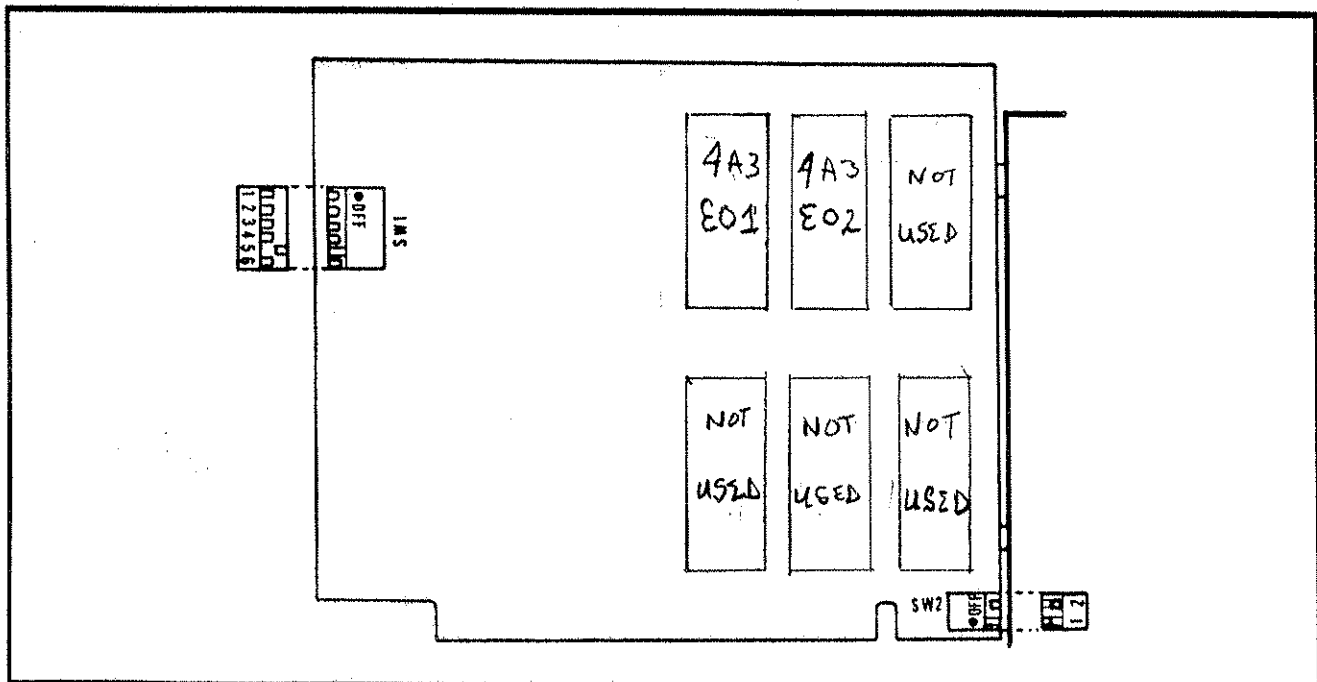 4A3
E01
4A3
E02
NOT
USED
1 2 3 4 5 6
OFF
SW1
NOT
USED
NOT
USED
NOT
USED
SW2
OFF
1 2